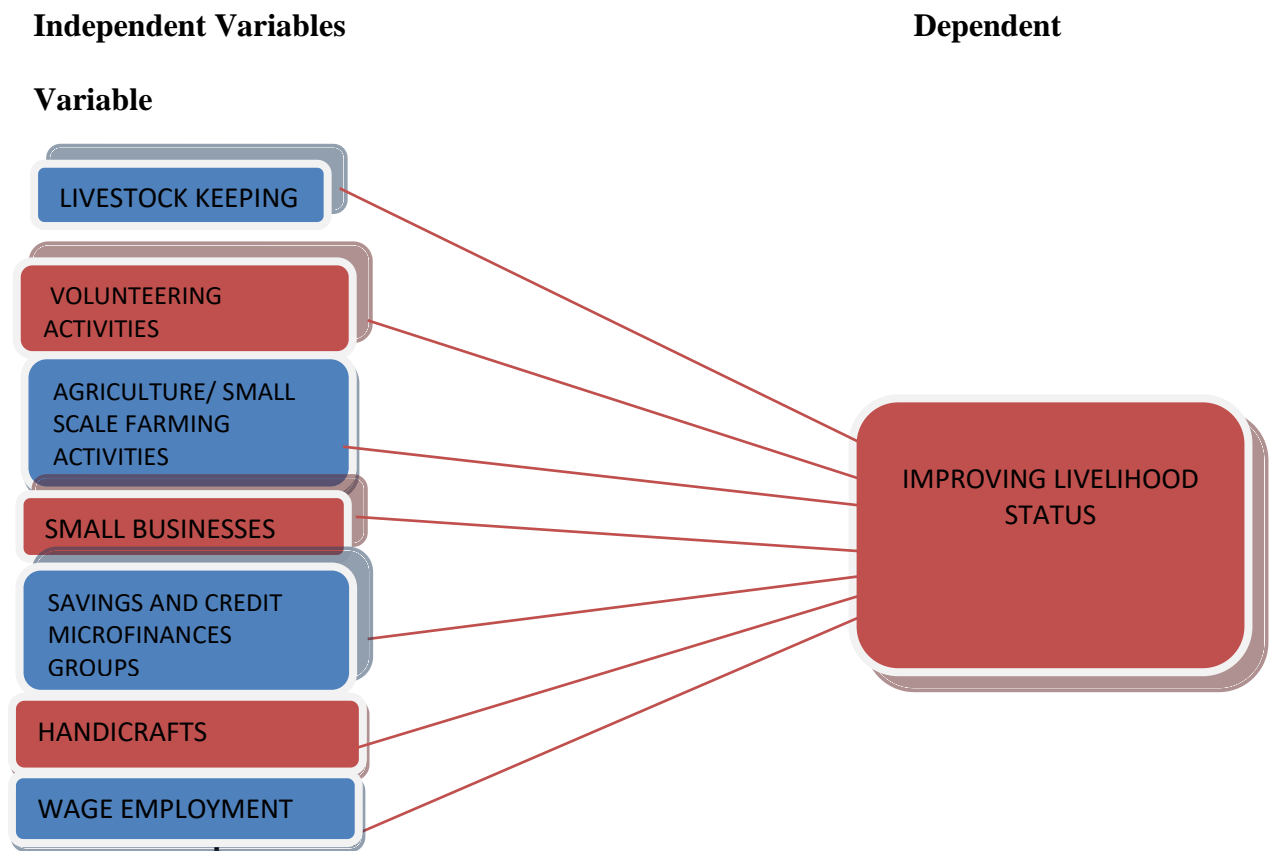 Independent Variables Dependent
Variable
LIVESTOCK KEEPING
VOLUNTEERING
ACTIVITIES
AGRICULTURE/ SMALL
SCALE FARMING
ACTIVITIES
SMALL BUSINESSES
SAVINGS AND CREDIT
MICROFINANCES
GROUPS
HANDICRAFTS
WAGE EMPLOYMENT
IMPROVING LIVELIHOOD
STATUS